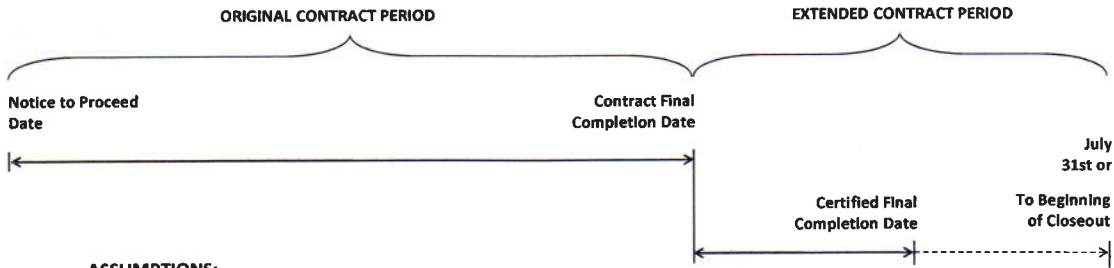 ORIGINAL CONTRACT PERIOD
EXTENDED CONTRACT PERIOD
Notice to Proceed
Date
Contract Final
Completion Date
July
31st or
Certified Final
Completion Date
To Beginning
of Closeout
ASSUMPTIONS: